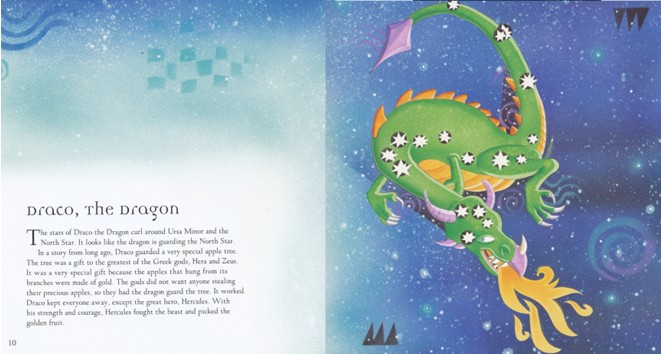 Draco, the Dragon
The stars of Draco the Dragon curl around Ursa Minor and the
North Star. It looks like the dragon is guarding the North Star.
In a story from long ago, Draco guarded a very special apple tree.
The tree was a gift to the greatest of the Greek gods, Hera and Zeus.
It was a very special gift because the apples that hung from its
branches were made of gold. The gods did not want anyone stealing
their precious apples, so they had the dragon guard the tree. It worked.
Draco kept everyone away, except the great hero, Hercules. With
his strength and courage, Hercules fought the beast and picked the
golden fruit.
10